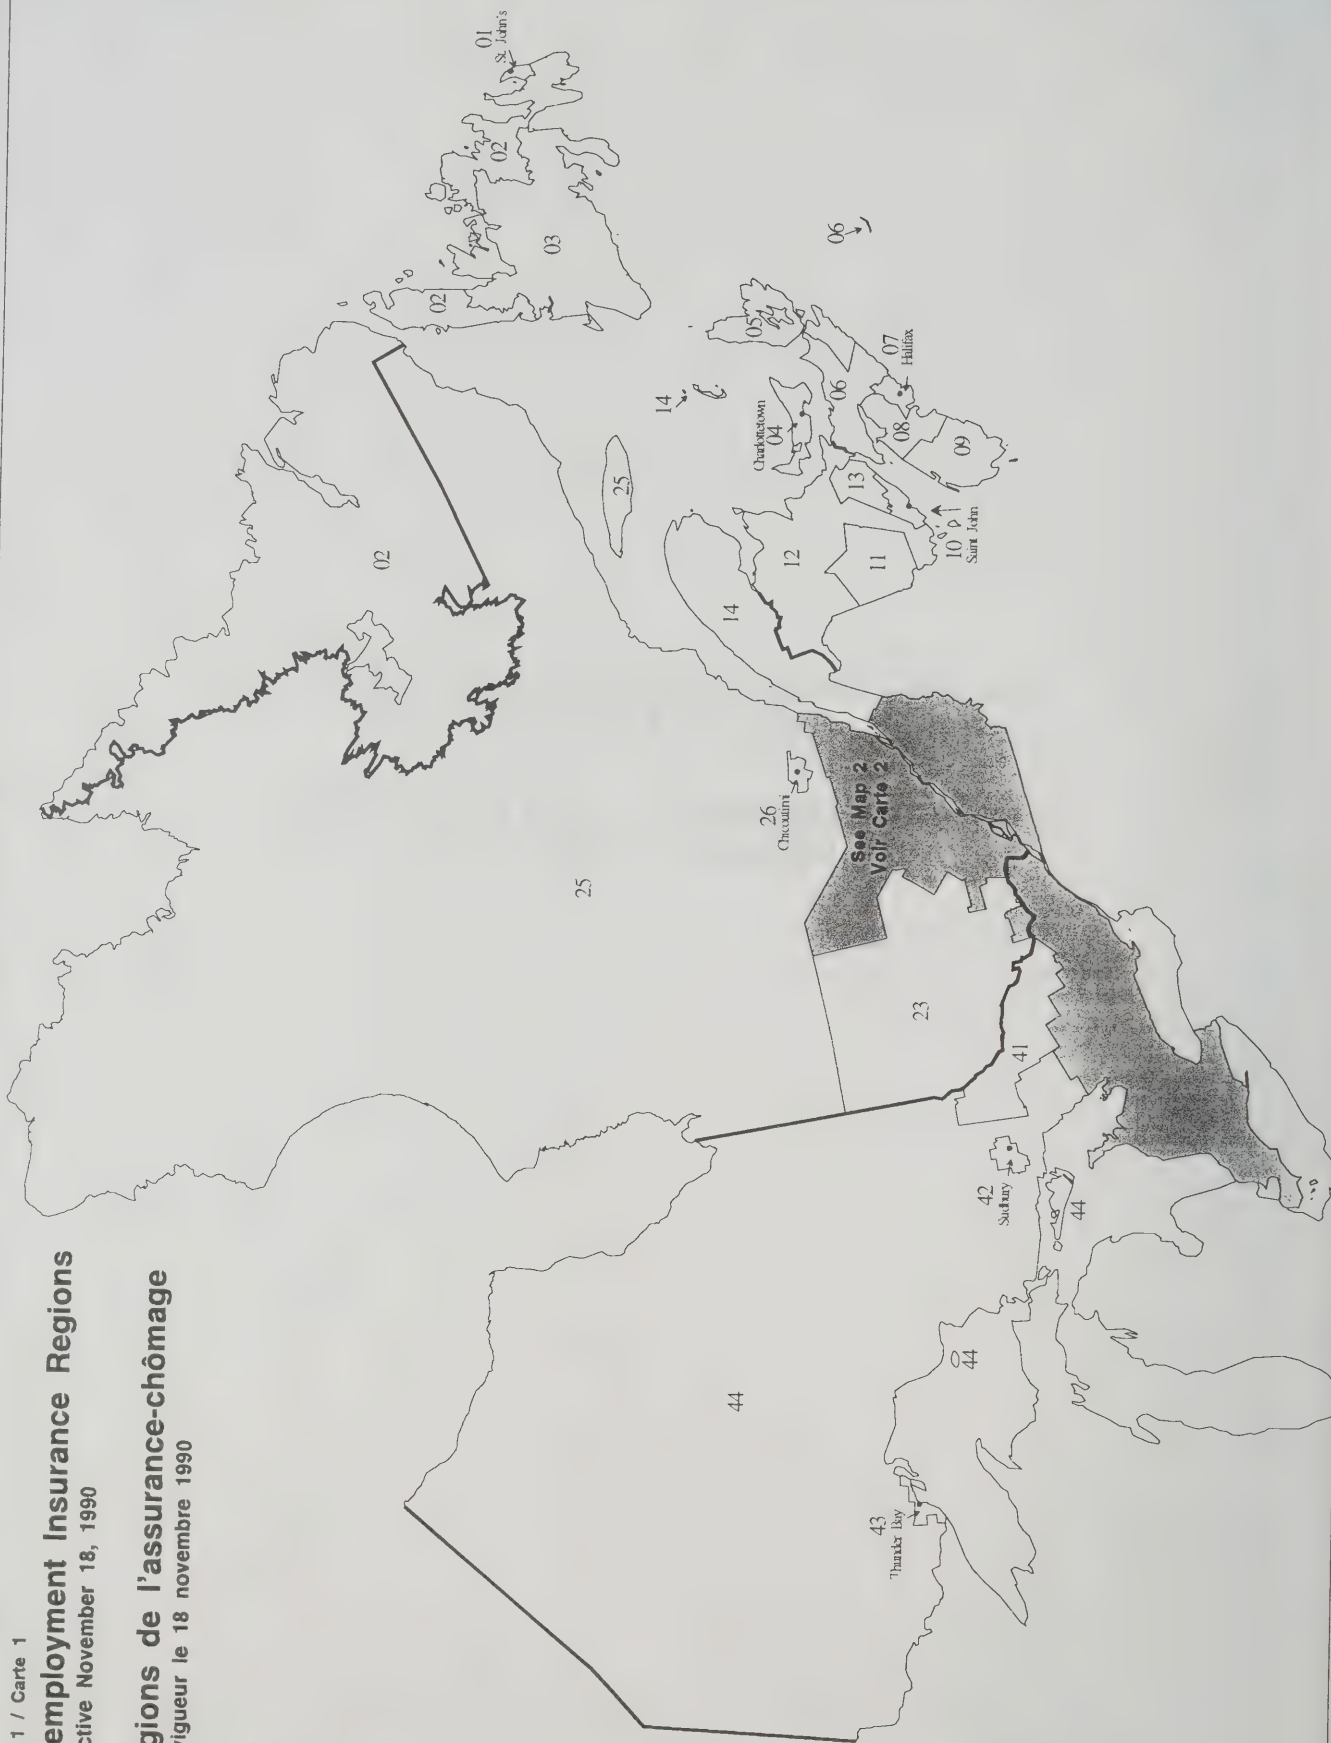 1 / Carte 1
employment Insurance Regions
ctive November 18, 1990
gions de l'assurance-chômage
vigueur le 18 novembre 1990
01
St. John's
02
02
03
02
25
25
06
05
14
Charlottetown
04
06
07
Halifax
08
09
13
10
Saint John
12
11
14
26
Chicoutimi
See Map 2
Voir Carte 2
23
41
42
Sudbury
44
44
44
43
Thunder Bay